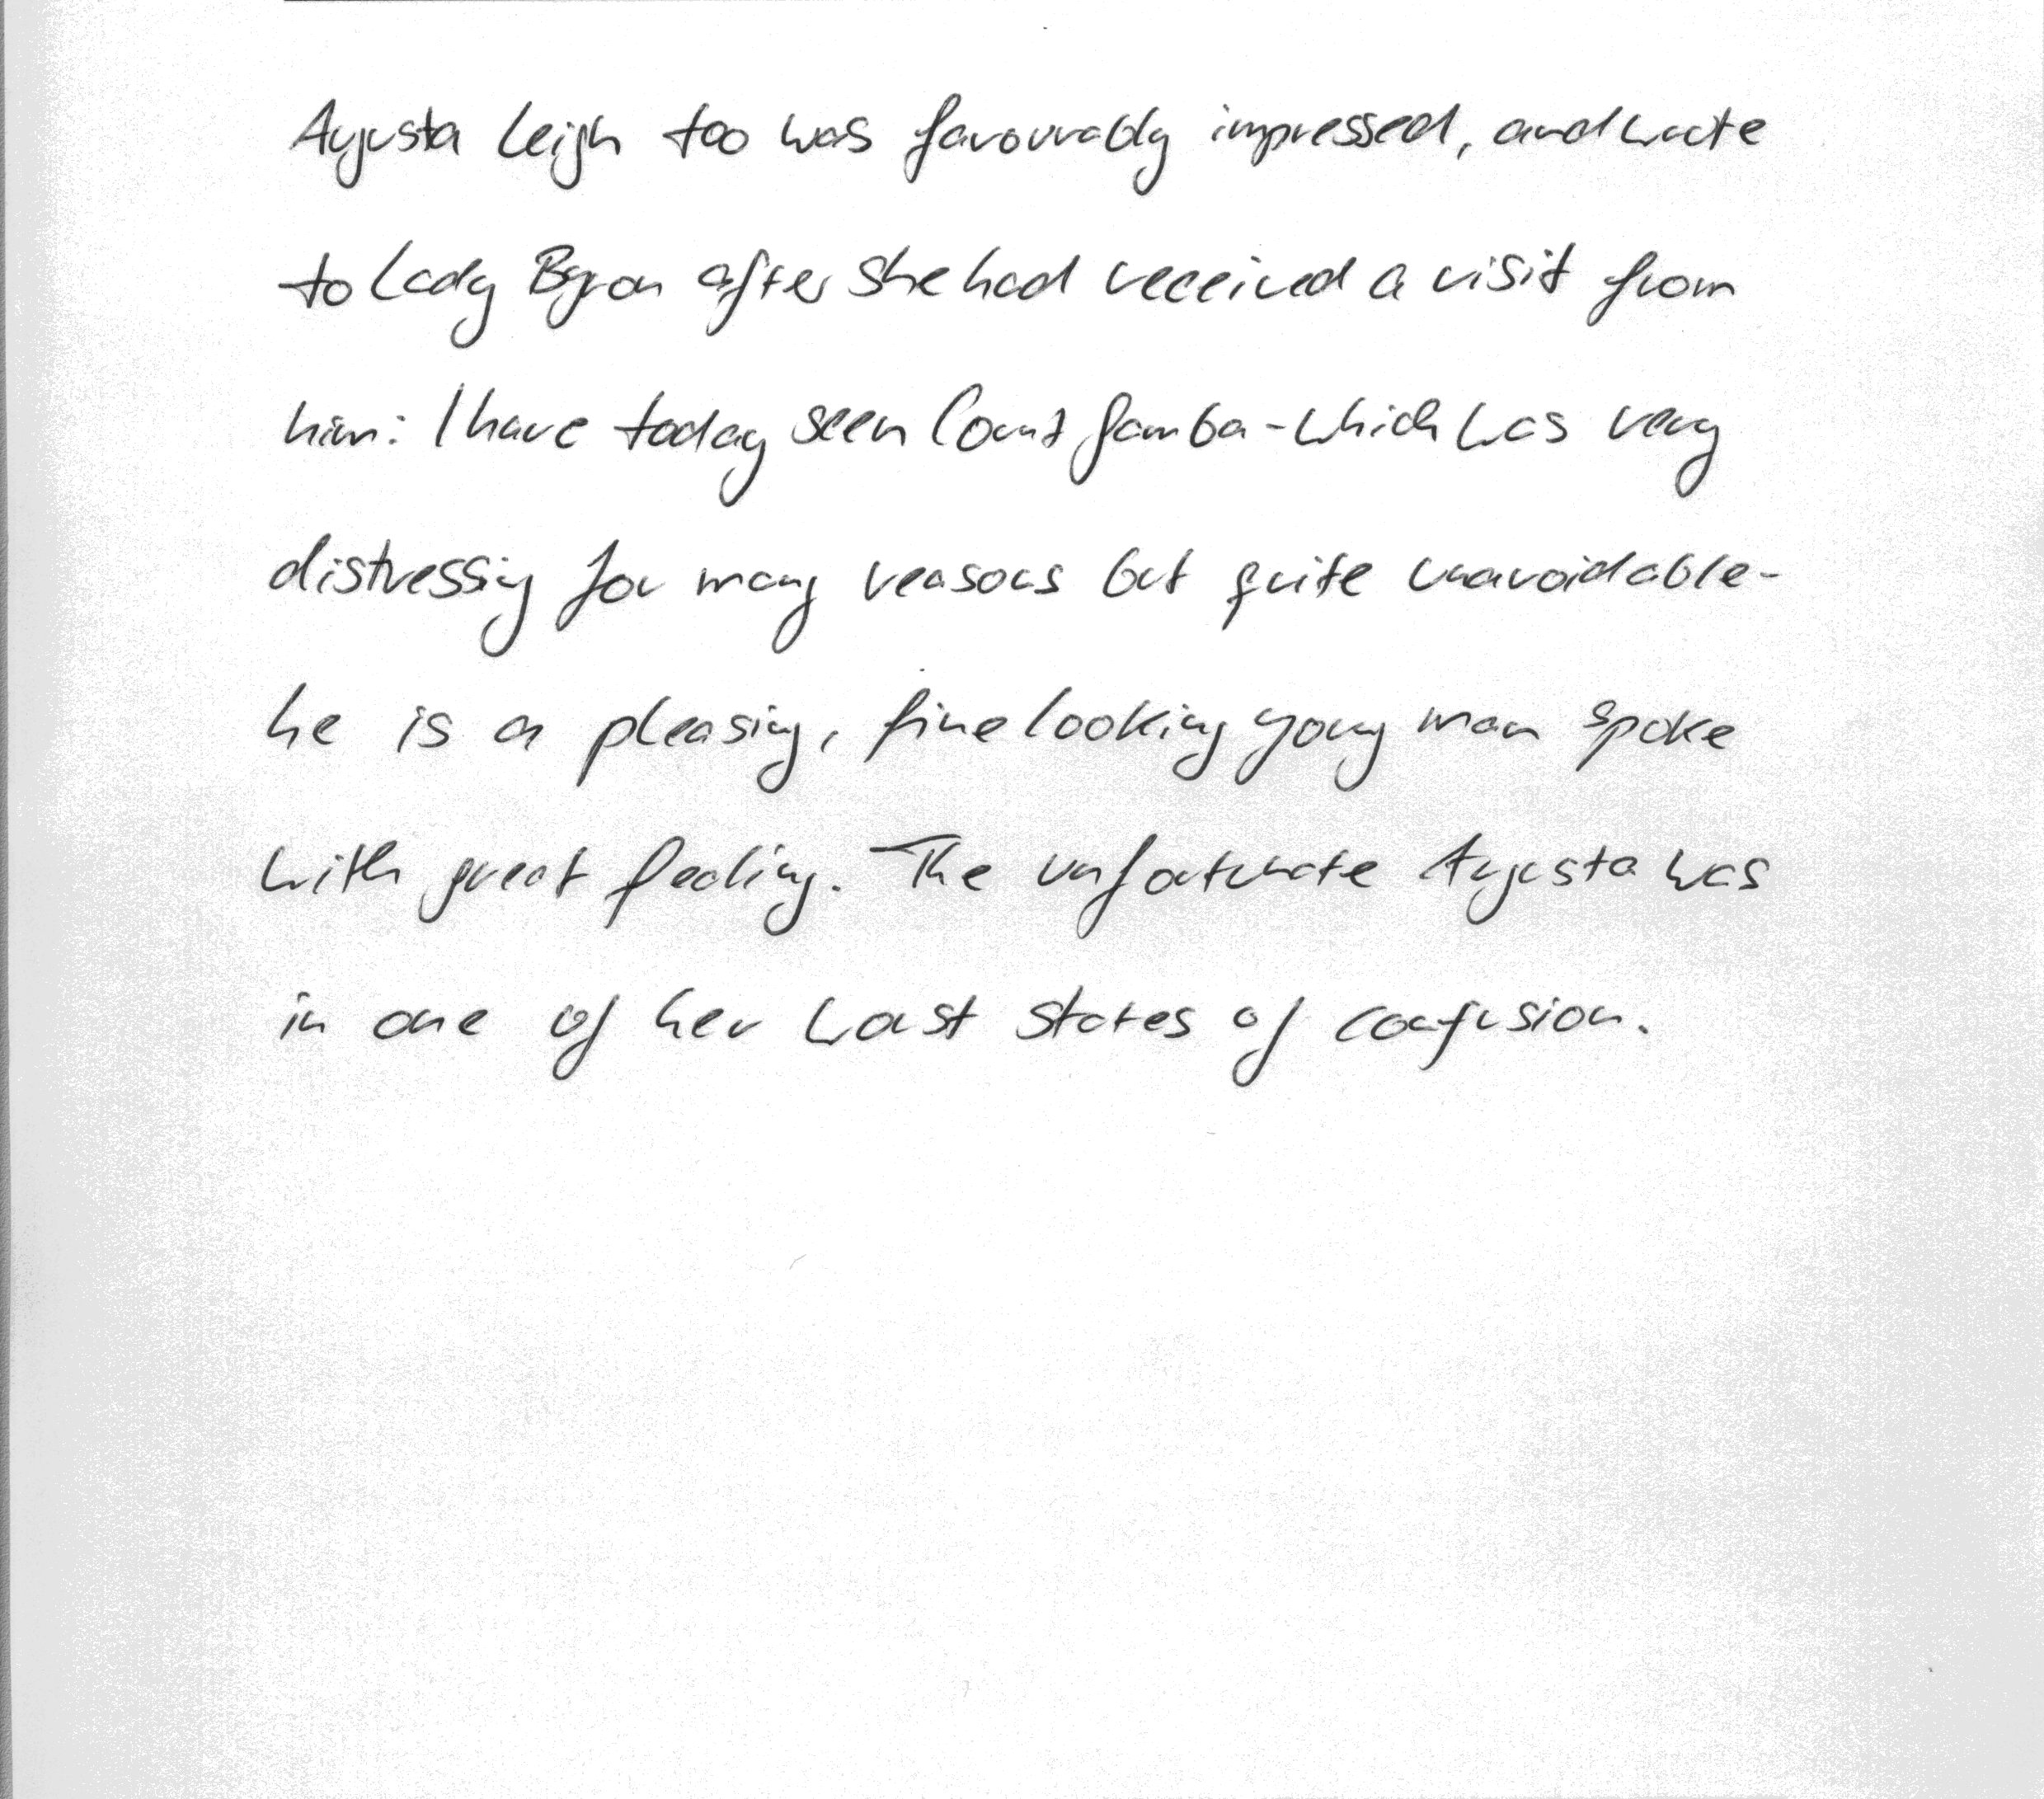 Augusta Leigh too was favourably impressed, and wrote
to Lady Byron after she had received a visit from
him: I have today seen Count Gamba - which was very
distressing for many reasons but quite unavoidable -
he is a pleasing, fine looking young man spoke
with great feeling. The unfortunate Augusta was
in one of her worst states of confusion.